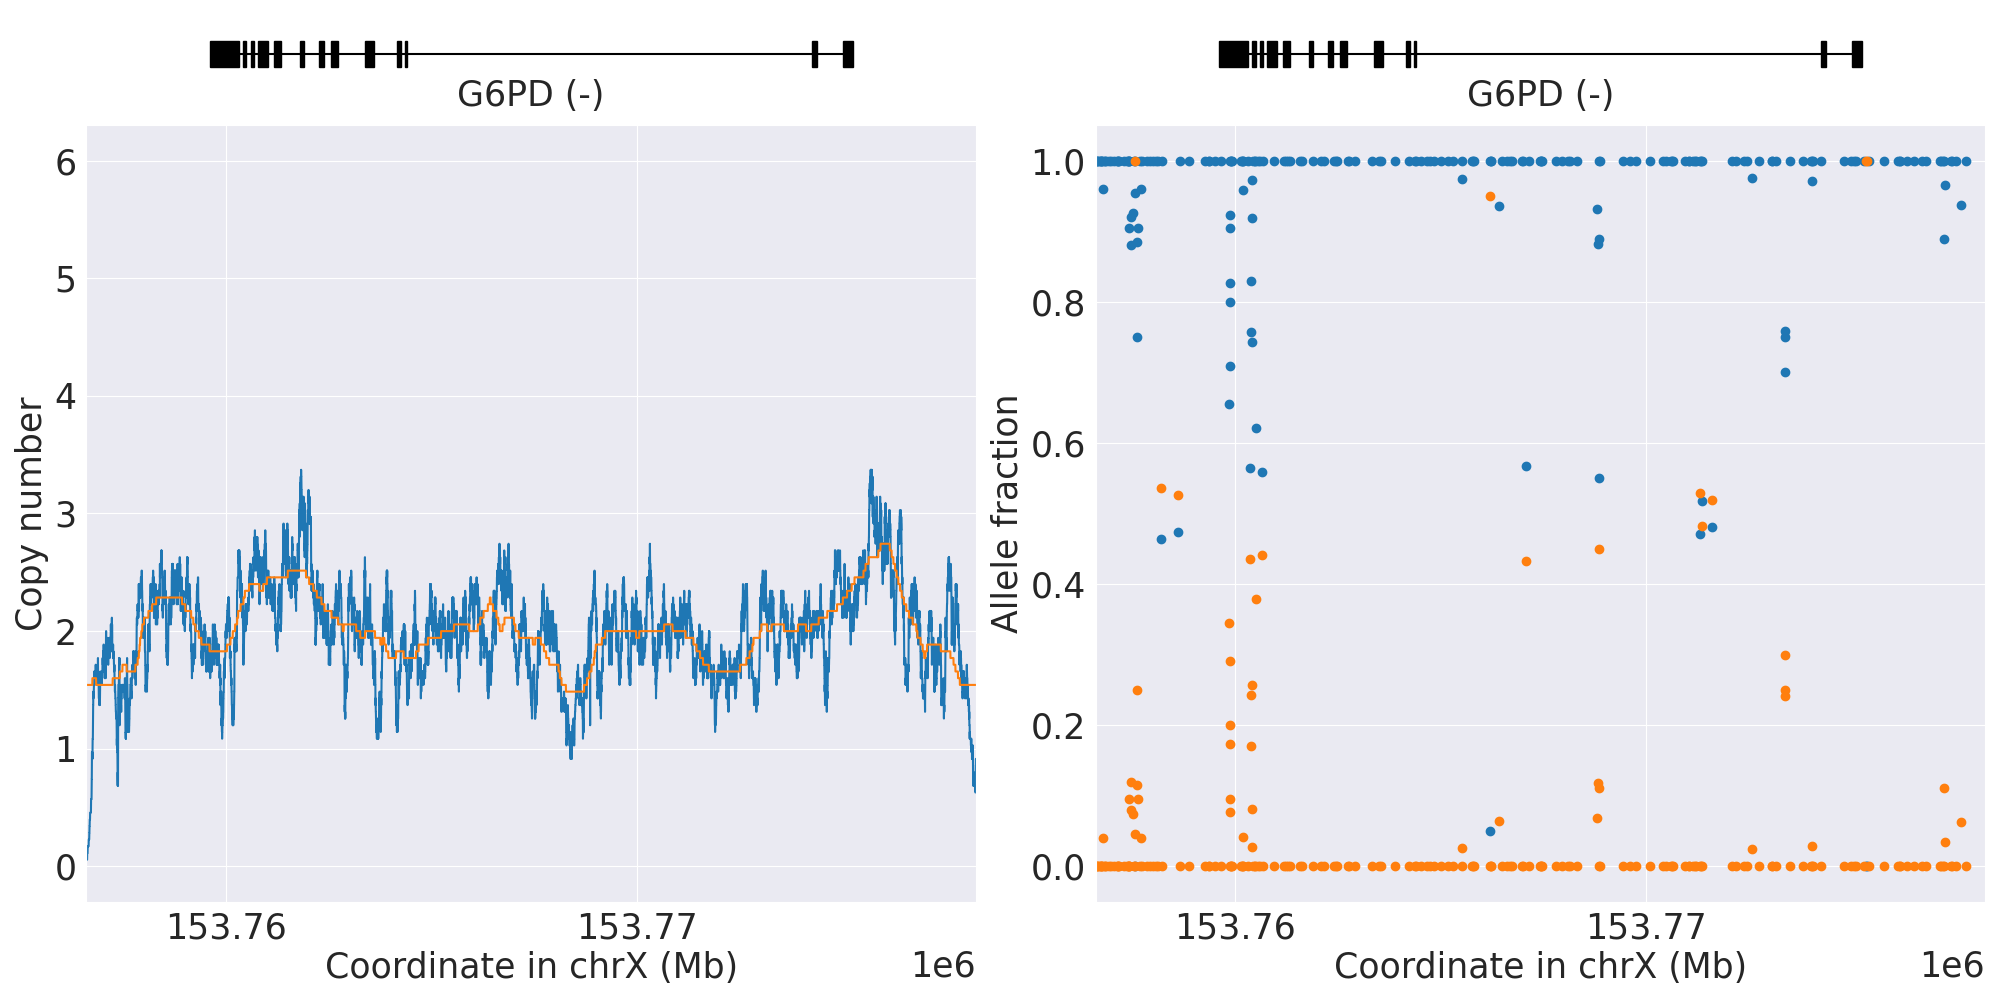 G6PD (-)
G6PD (-)
6
5
4
3
2
1
0
Copy number
153.76
153.77
Coordinate in chrX (Mb)
1e6
1.0
0.8
0.6
0.4
0.2
0.0
Allele fraction
153.76
153.77
Coordinate in chrX (Mb)
1e6